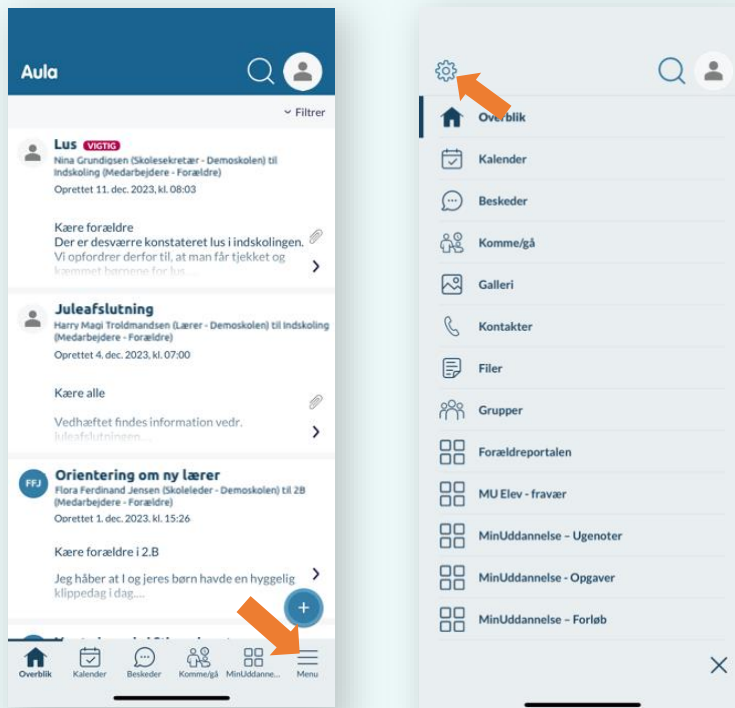 Aula
Filtrer
Lus VIGTIG
Nina Grundigsen (Skolesekretær - Demoskolen) til
Indskoling (Medarbejdere - Forældre)
Oprettet 11. dec. 2023, kl. 08:03
Kære forældre
Der er desværre konstateret lus i indskolingen.
Vi opfordrer derfor til, at man får tjekket og
kæmmet børnene for lus. ...
Juleafslutning
Harry Magi Troldmandsen (Lærer - Demoskolen) til Indskoling
(Medarbejdere - Forældre)
Oprettet 4. dec. 2023, kl. 07:00
Kære alle
Vedhæftet findes information vedr.
juleafslutningen....
FFJ
Orientering om ny lærer
Flora Ferdinand Jensen (Skoleleder - Demoskolen) til 2B
(Medarbejdere - Forældre)
Oprettet 1. dec. 2023, kl. 15:26
Kære forældre i 2.B
Jeg håber at I og jeres børn havde en hyggelig
klippedag i dag....
Overblik Kalender Beskeder Komme/gå MinUddanne... Menu
Overblik
Kalender
Beskeder
Komme/gå
Galleri
Kontakter
Filer
Grupper
Forældreportalen
MU Elev - fravær
MinUddannelse – Ugenoter
MinUddannelse - Opgaver
MinUddannelse – Forløb